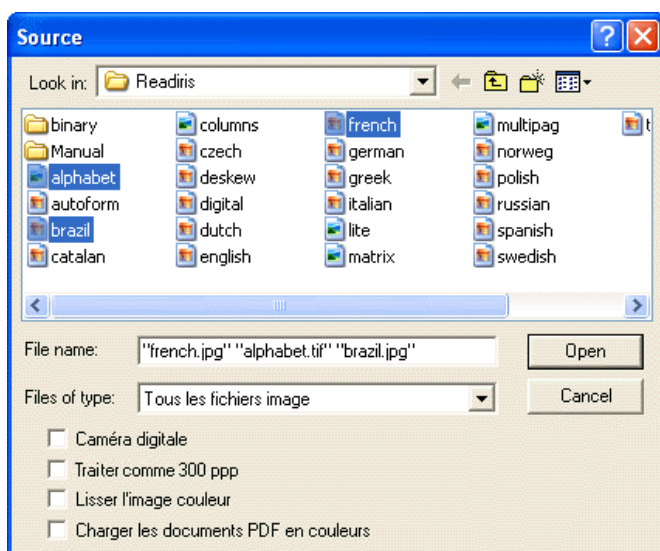 Source
Look in: Readiris
binary columns french multipag t
Manual czech german norweg
alphabet deskew greek polish
autoform digital italian russian
brazil dutch lite spanish
catalan english matrix swedish
File name: "french.jpg" "alphabet.tif" "brazil.jpg" Open
Files of type: Tous les fichiers image Cancel
Caméra digitale
Traiter comme 300 ppp
Lisser l'image couleur
Charger les documents PDF en couleurs